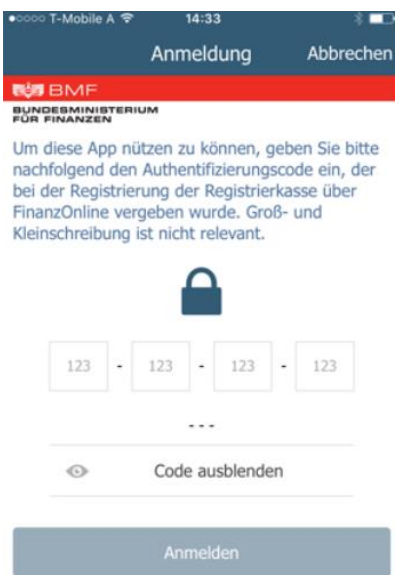 T-Mobile A 14:33
Anmeldung Abbrechen
BMF
BUNDESMINISTERIUM
FÜR FINANZEN
Um diese App nützen zu können, geben Sie bitte
nachfolgend den Authentifizierungscode ein, der
bei der Registrierung der Registrierkasse über
FinanzOnline vergeben wurde. Groß- und
Kleinschreibung ist nicht relevant.
123 - 123 - 123 - 123
---
Code ausblenden
Anmelden